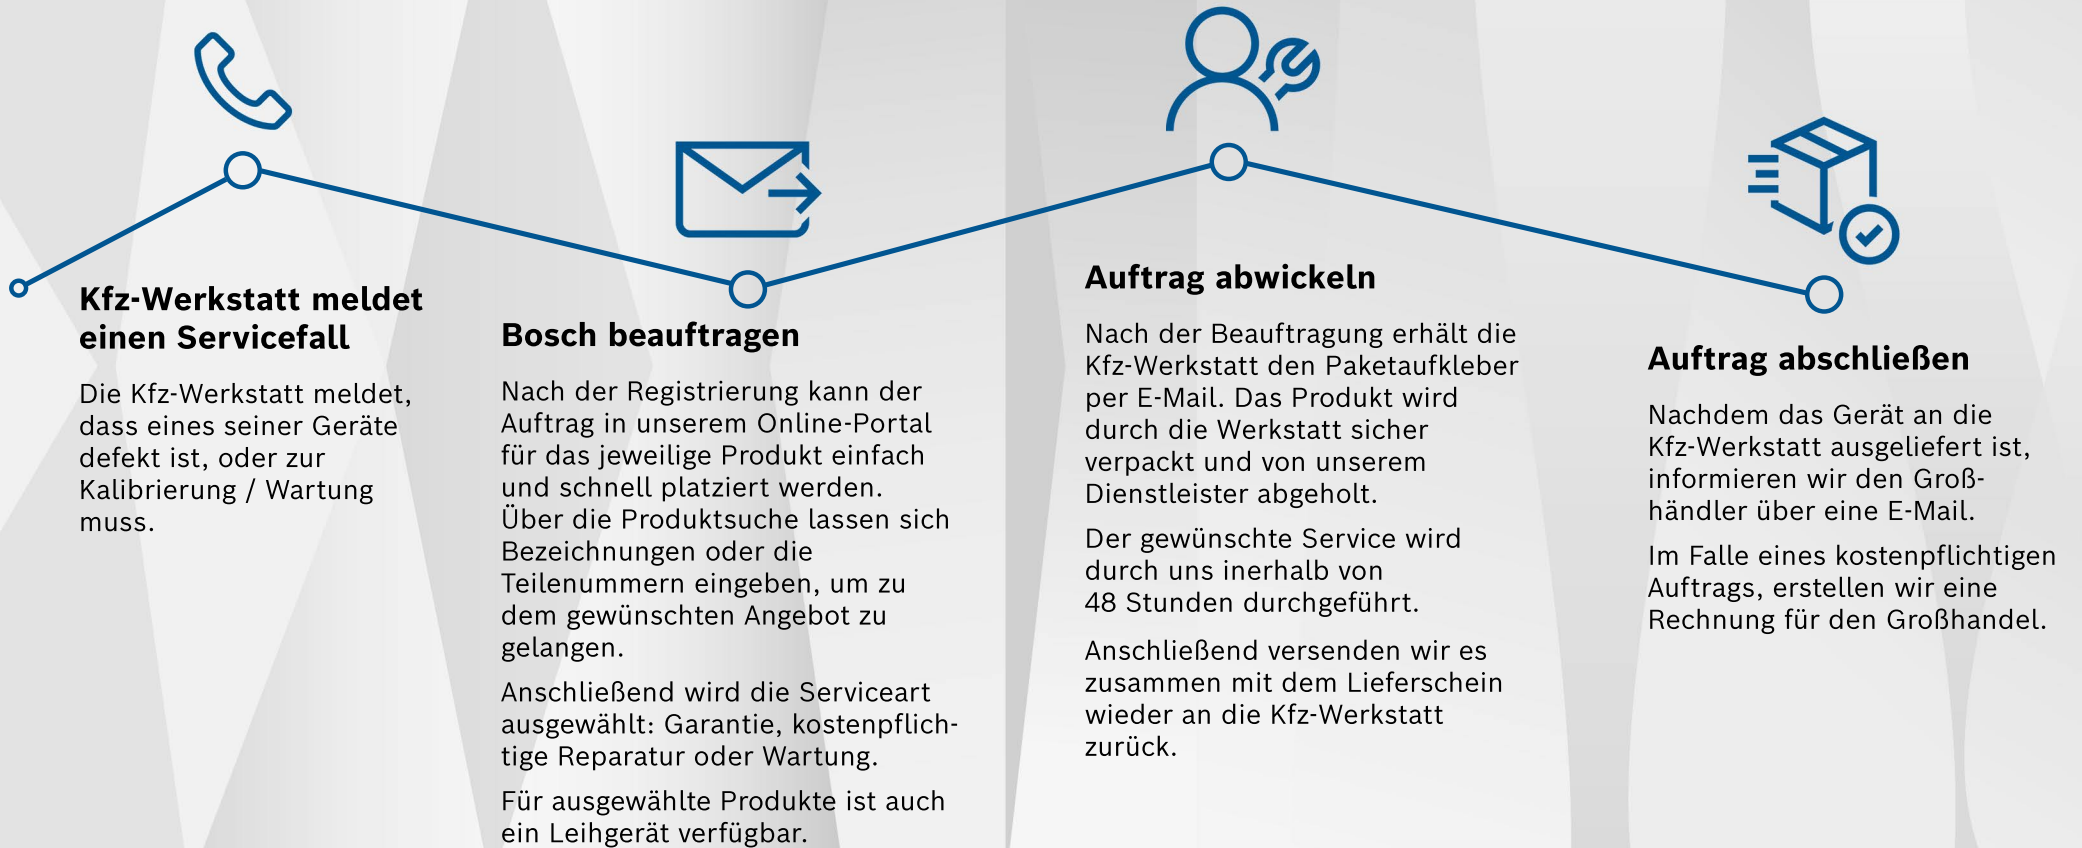 Kfz-Werkstatt meldet
einen Servicefall
Die Kfz-Werkstatt meldet,
dass eines seiner Geräte
defekt ist, oder zur
Kalibrierung / Wartung
muss.
Bosch beauftragen
Nach der Registrierung kann der
Auftrag in unserem Online-Portal
für das jeweilige Produkt einfach
und schnell platziert werden.
Über die Produktsuche lassen sich
Bezeichnungen oder die
Teilenummern eingeben, um zu
dem gewünschten Angebot zu
gelangen.
Anschließend wird die Serviceart
ausgewählt: Garantie, kostenpflich-
tige Reparatur oder Wartung.
Für ausgewählte Produkte ist auch
ein Leihgerät verfügbar.
Auftrag abwickeln
Nach der Beauftragung erhält die
Kfz-Werkstatt den Paketaufkleber
per E-Mail. Das Produkt wird
durch die Werkstatt sicher
verpackt und von unserem
Dienstleister abgeholt.
Der gewünschte Service wird
durch uns inerhalb von
48 Stunden durchgeführt.
Anschließend versenden wir es
zusammen mit dem Lieferschein
wieder an die Kfz-Werkstatt
zurück.
Auftrag abschließen
Nachdem das Gerät an die
Kfz-Werkstatt ausgeliefert ist,
informieren wir den Groß-
händler über eine E-Mail.
Im Falle eines kostenpflichtigen
Auftrags, erstellen wir eine
Rechnung für den Großhandel.